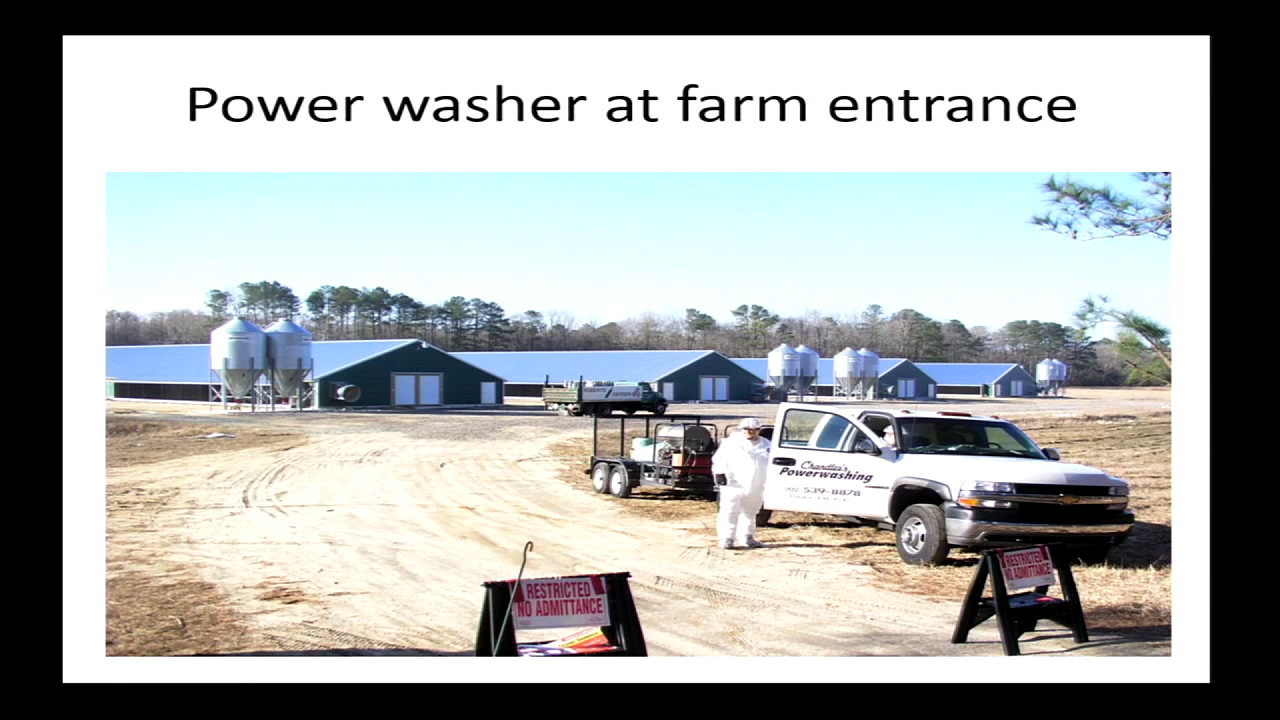 Power washer at farm entrance
Chandler's
Powerwashing
539-8878
RESTRICTED
NO ADMITTANCE
RESTRICTED
NO ADMITTANCE